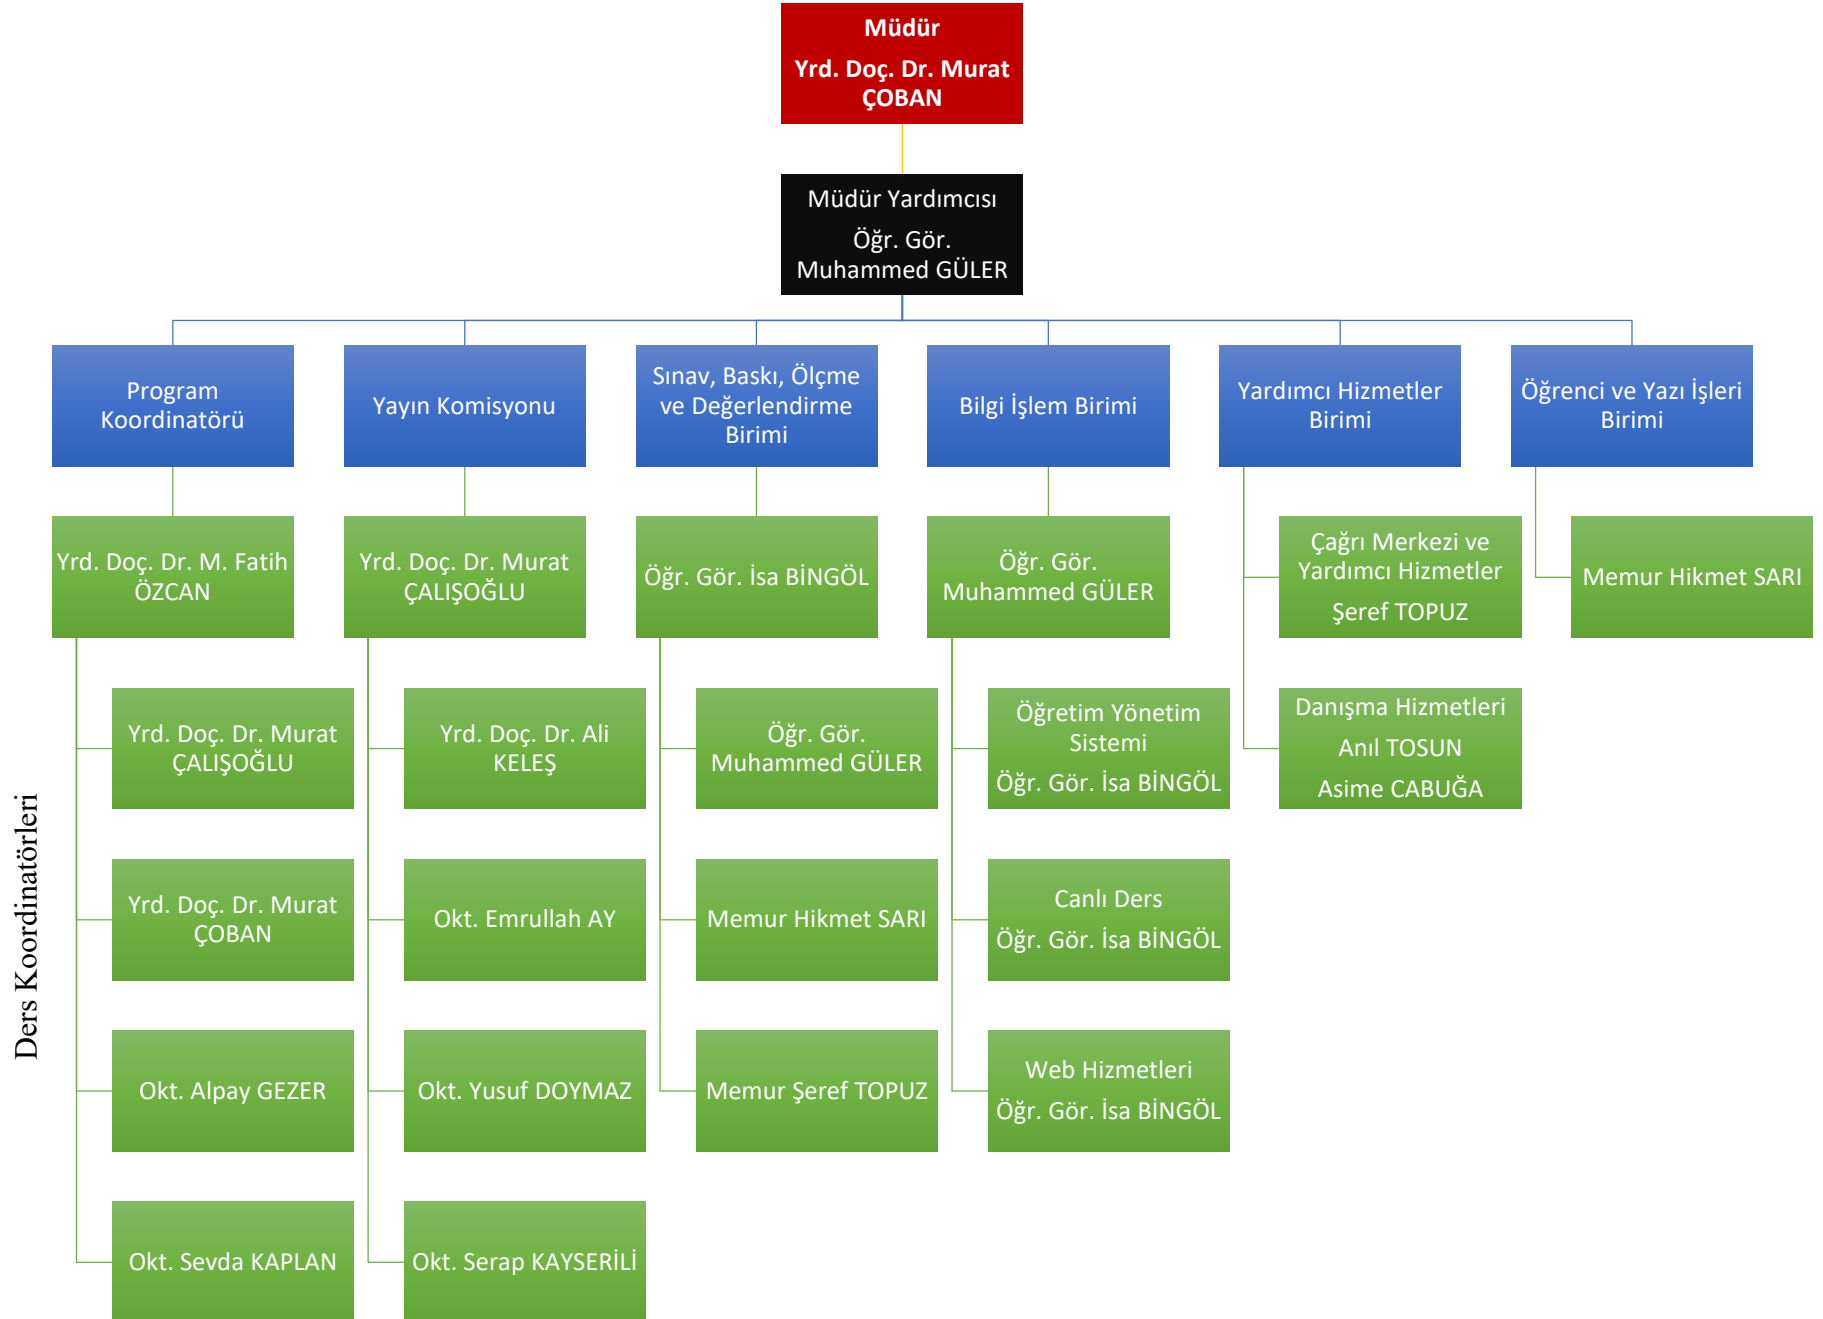 Müdür
Yrd. Doç. Dr. Murat
ÇOBAN
Müdür Yardımcısı
Öğr. Gör.
Muhammed GÜLER
Program
Koordinatörü
Yayın Komisyonu
Sınav, Baskı, Ölçme
ve Değerlendirme
Birimi
Bilgi İşlem Birimi
Yardımcı Hizmetler
Birimi
Öğrenci ve Yazı İşleri
Birimi
Yrd. Doç. Dr. M. Fatih
ÖZCAN
Yrd. Doç. Dr. Murat
ÇALIŞOĞLU
Öğr. Gör. İsa BİNGÖL
Öğr. Gör.
Muhammed GÜLER
Çağrı Merkezi ve
Yardımcı Hizmetler
Şeref TOPUZ
Memur Hikmet SARI
Ders Koordinatörleri
Yrd. Doç. Dr. Murat
ÇALIŞOĞLU
Yrd. Doç. Dr. Ali
KELEŞ
Öğr. Gör.
Muhammed GÜLER
Öğretim Yönetim
Sistemi
Öğr. Gör. İsa BİNGÖL
Danışma Hizmetleri
Anıl TOSUN
Asime CABUĞA
Yrd. Doç. Dr. Murat
ÇOBAN
Okt. Emrullah AY
Memur Hikmet SARI
Canlı Ders
Öğr. Gör. İsa BİNGÖL
Okt. Alpay GEZER
Okt. Yusuf DOYMAZ
Memur Şeref TOPUZ
Web Hizmetleri
Öğr. Gör. İsa BİNGÖL
Okt. Sevda KAPLAN
Okt. Serap KAYSERİLİ